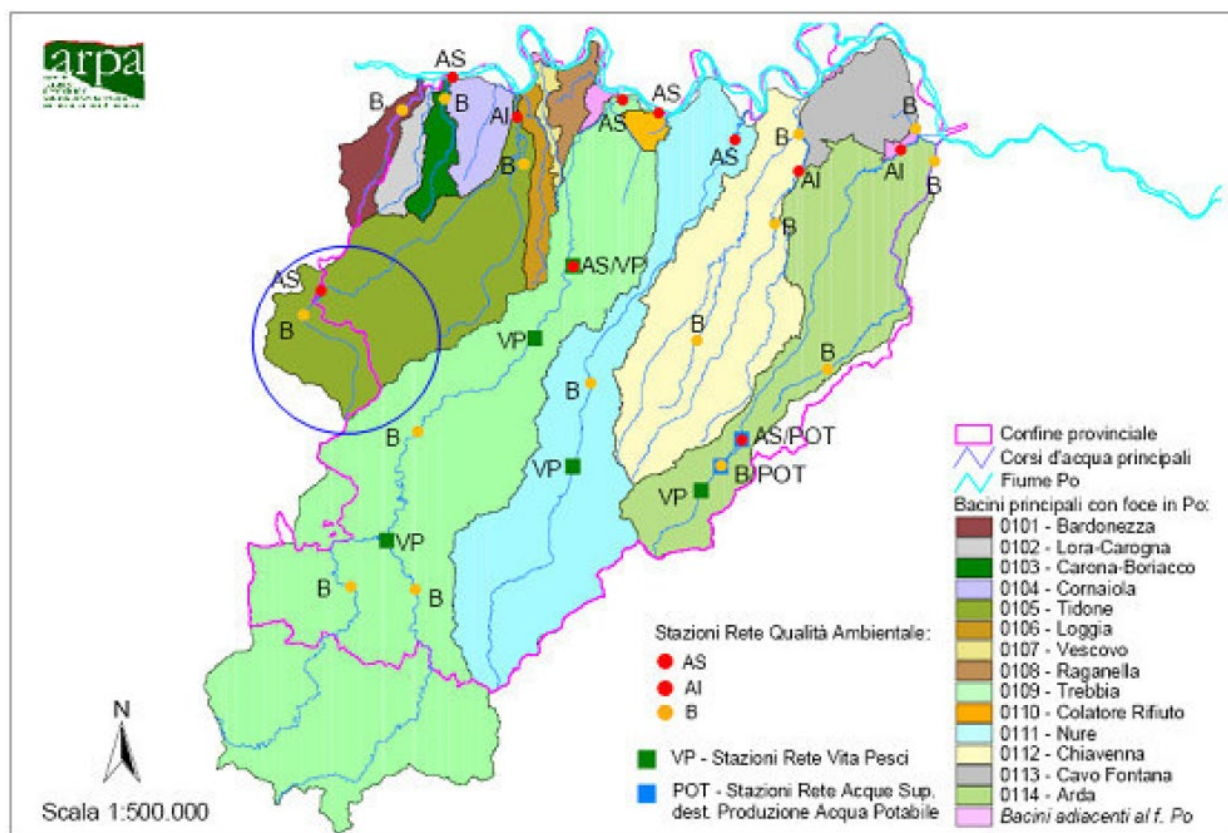 arpa
AS
B
B
AI
B
AS
AS
AS
B
AI
B
B
AI
B
AS
B
AS/VP
VP
B
B
B
B
VP
AS/POT
B/POT
VP
VP
B
B
Confine provinciale
Corsi d'acqua principali
Fiume Po
Bacini principali con foce in Po:
0101 - Bardonezza
0102 - Lora-Carogna
0103 - Carona-Boriacco
0104 - Cornaiola
0105 - Tidone
0106 - Loggia
0107 - Vescovo
0108 - Raganella
0109 - Trebbia
0110 - Colatore Rifiuto
0111 - Nure
0112 - Chiavenna
0113 - Cavo Fontana
0114 - Arda
Bacini adiacenti al f. Po
Stazioni Rete Qualità Ambientale:
AS
AI
B
VP - Stazioni Rete Vita Pesci
POT - Stazioni Rete Acque Sup.
dest. Produzione Acqua Potabile
N
Scala 1:500.000